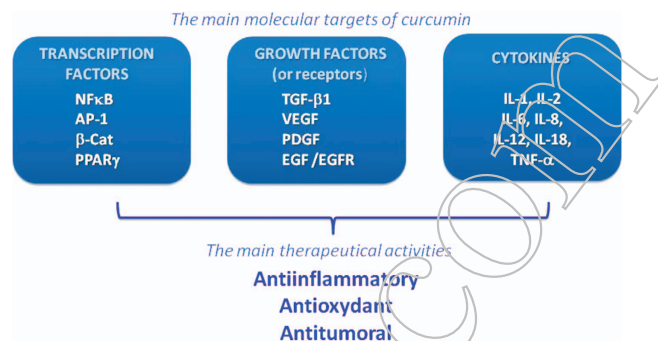 The main molecular targets of curcumin
TRANSCRIPTION
FACTORS
NFκB
AP-1
β-Cat
PPARγ
GROWTH FACTORS
(or receptors)
TGF-β1
VEGF
PDGF
EGF /EGFR
CYTOKINES
IL-1, IL-2
IL-6, IL-8,
IL-12, IL-18,
TNF-α
The main therapeutical activities
Antiinflammatory
Antioxydant
Antitumoral
com